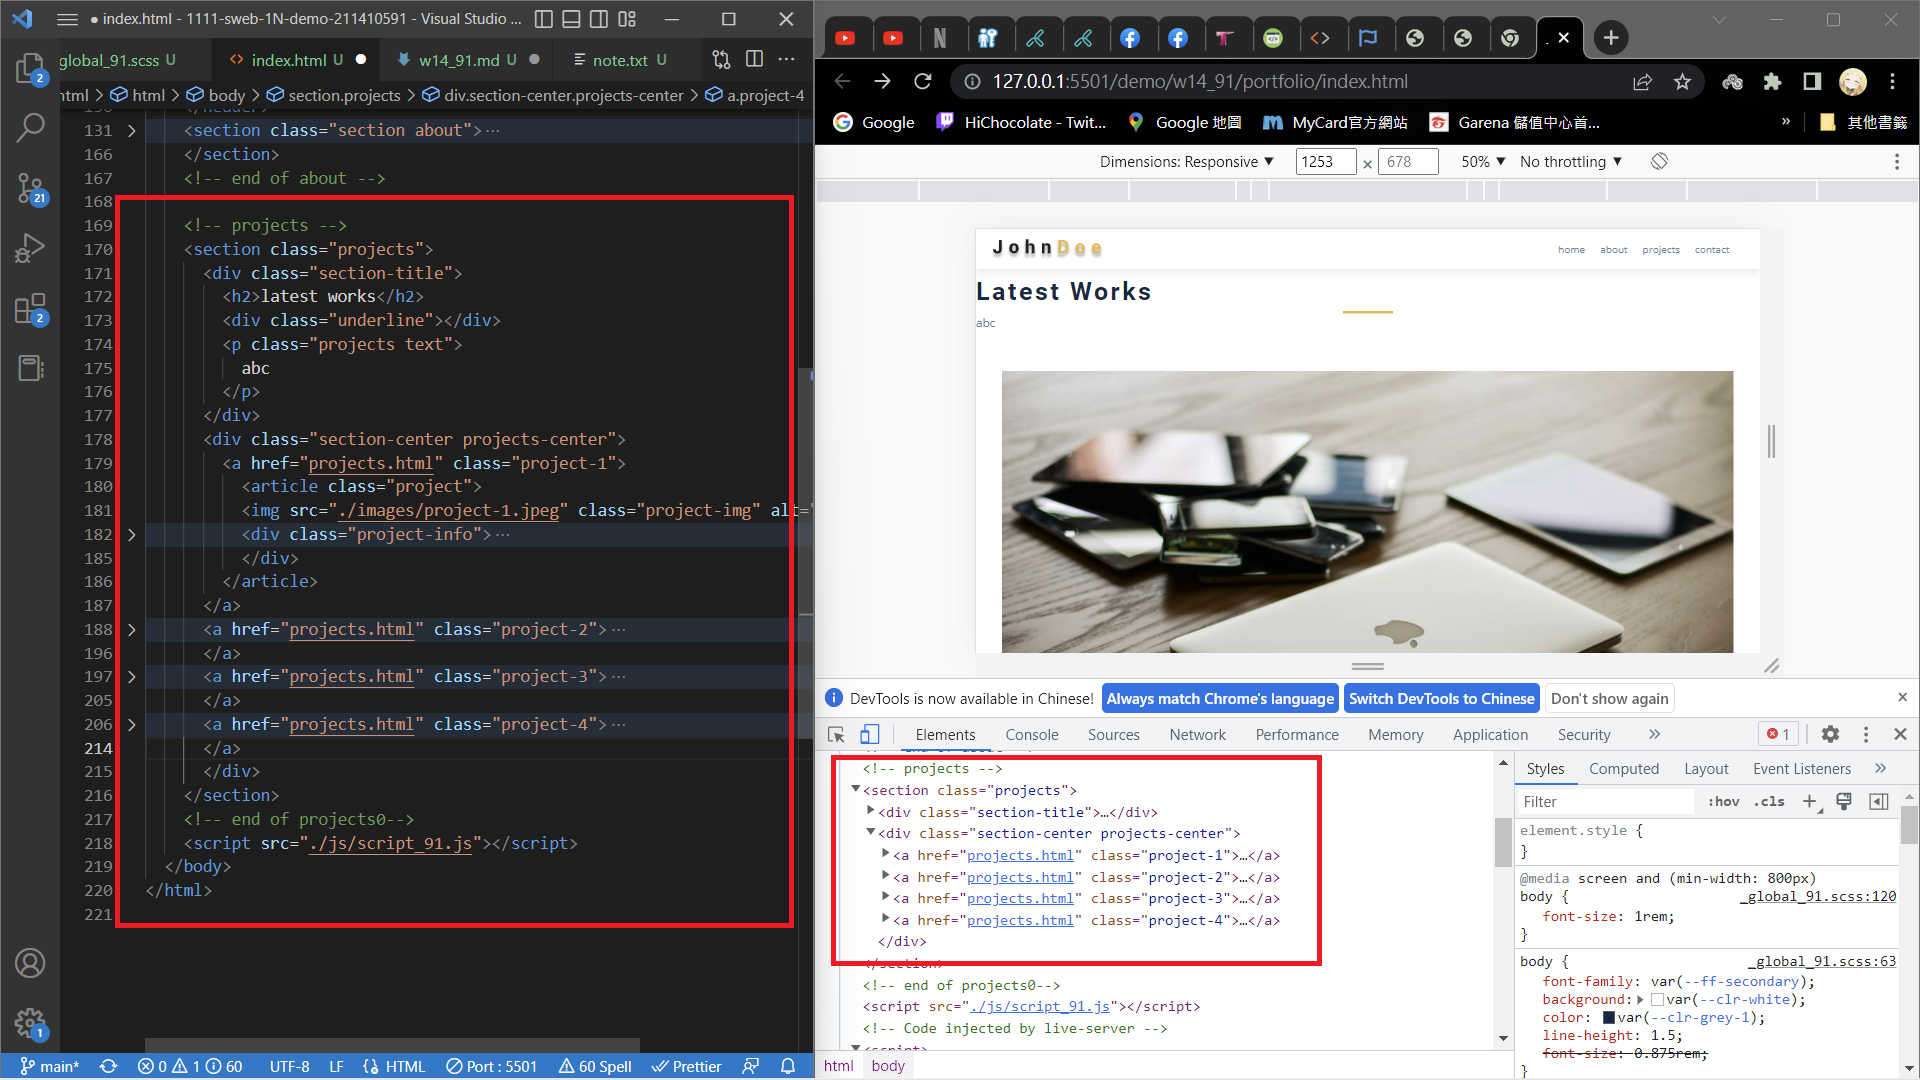 ● index.html - 1111-sweb-1N-demo-211410591 - Visual Studio ...
global_91.scss U
index.html U ●
w14_91.md U ●
note.txt U
html > html > body > section.projects > div.section-center.projects-center > a.project-4
131 <section class="section about">…
166 </section>
167 <!-- end of about -->
168
169 <!-- projects -->
170 <section class="projects">
171 <div class="section-title">
172 <h2>latest works</h2>
173 <div class="underline"></div>
174 <p class="projects text">
175 abc
176 </p>
177 </div>
178 <div class="section-center projects-center">
179 <a href="projects.html" class="project-1">
180 <article class="project">
181 <img src="./images/project-1.jpeg" class="project-img" alt="
182 <div class="project-info">…
185 </div>
186 </article>
187 </a>
188 <a href="projects.html" class="project-2">…
196 </a>
197 <a href="projects.html" class="project-3">…
205 </a>
206 <a href="projects.html" class="project-4">…
214 </a>
215 </div>
216 </section>
217 <!-- end of projects0-->
218 <script src="./js/script_91.js"></script>
219 </body>
220 </html>
221
2
21
2
1
main* 0 1 60 UTF-8 LF HTML Port : 5501 60 Spell Prettier
127.0.0.1:5501/demo/w14_91/portfolio/index.html
Google
HiChocolate - Twit...
Google 地圖
MyCard官方網站
Garena 儲值中心首...
»
其他書籤
Dimensions: Responsive ▼ 1253 × 678 50% ▼ No throttling ▼
JohnDoe
home about projects contact
Latest Works
abc
DevTools is now available in Chinese! Always match Chrome's language Switch DevTools to Chinese Don't show again
Elements Console Sources Network Performance Memory Application Security » 1
<!-- projects -->
▼<section class="projects">
▶<div class="section-title">…</div>
▼<div class="section-center projects-center">
▶<a href="projects.html" class="project-1">…</a>
▶<a href="projects.html" class="project-2">…</a>
▶<a href="projects.html" class="project-3">…</a>
▶<a href="projects.html" class="project-4">…</a>
</div>
</section>
<!-- end of projects0-->
<script src="./js/script_91.js"></script>
<!-- Code injected by live-server -->
▼<script>
html body
Styles Computed Layout Event Listeners »
Filter :hov .cls +
element.style {
}
@media screen and (min-width: 800px)
body { _global_91.scss:120
font-size: 1rem;
}
body { _global_91.scss:63
font-family: var(--ff-secondary);
background:▶ var(--clr-white);
color: var(--clr-grey-1);
line-height: 1.5;
font-size: 0.875rem;
}